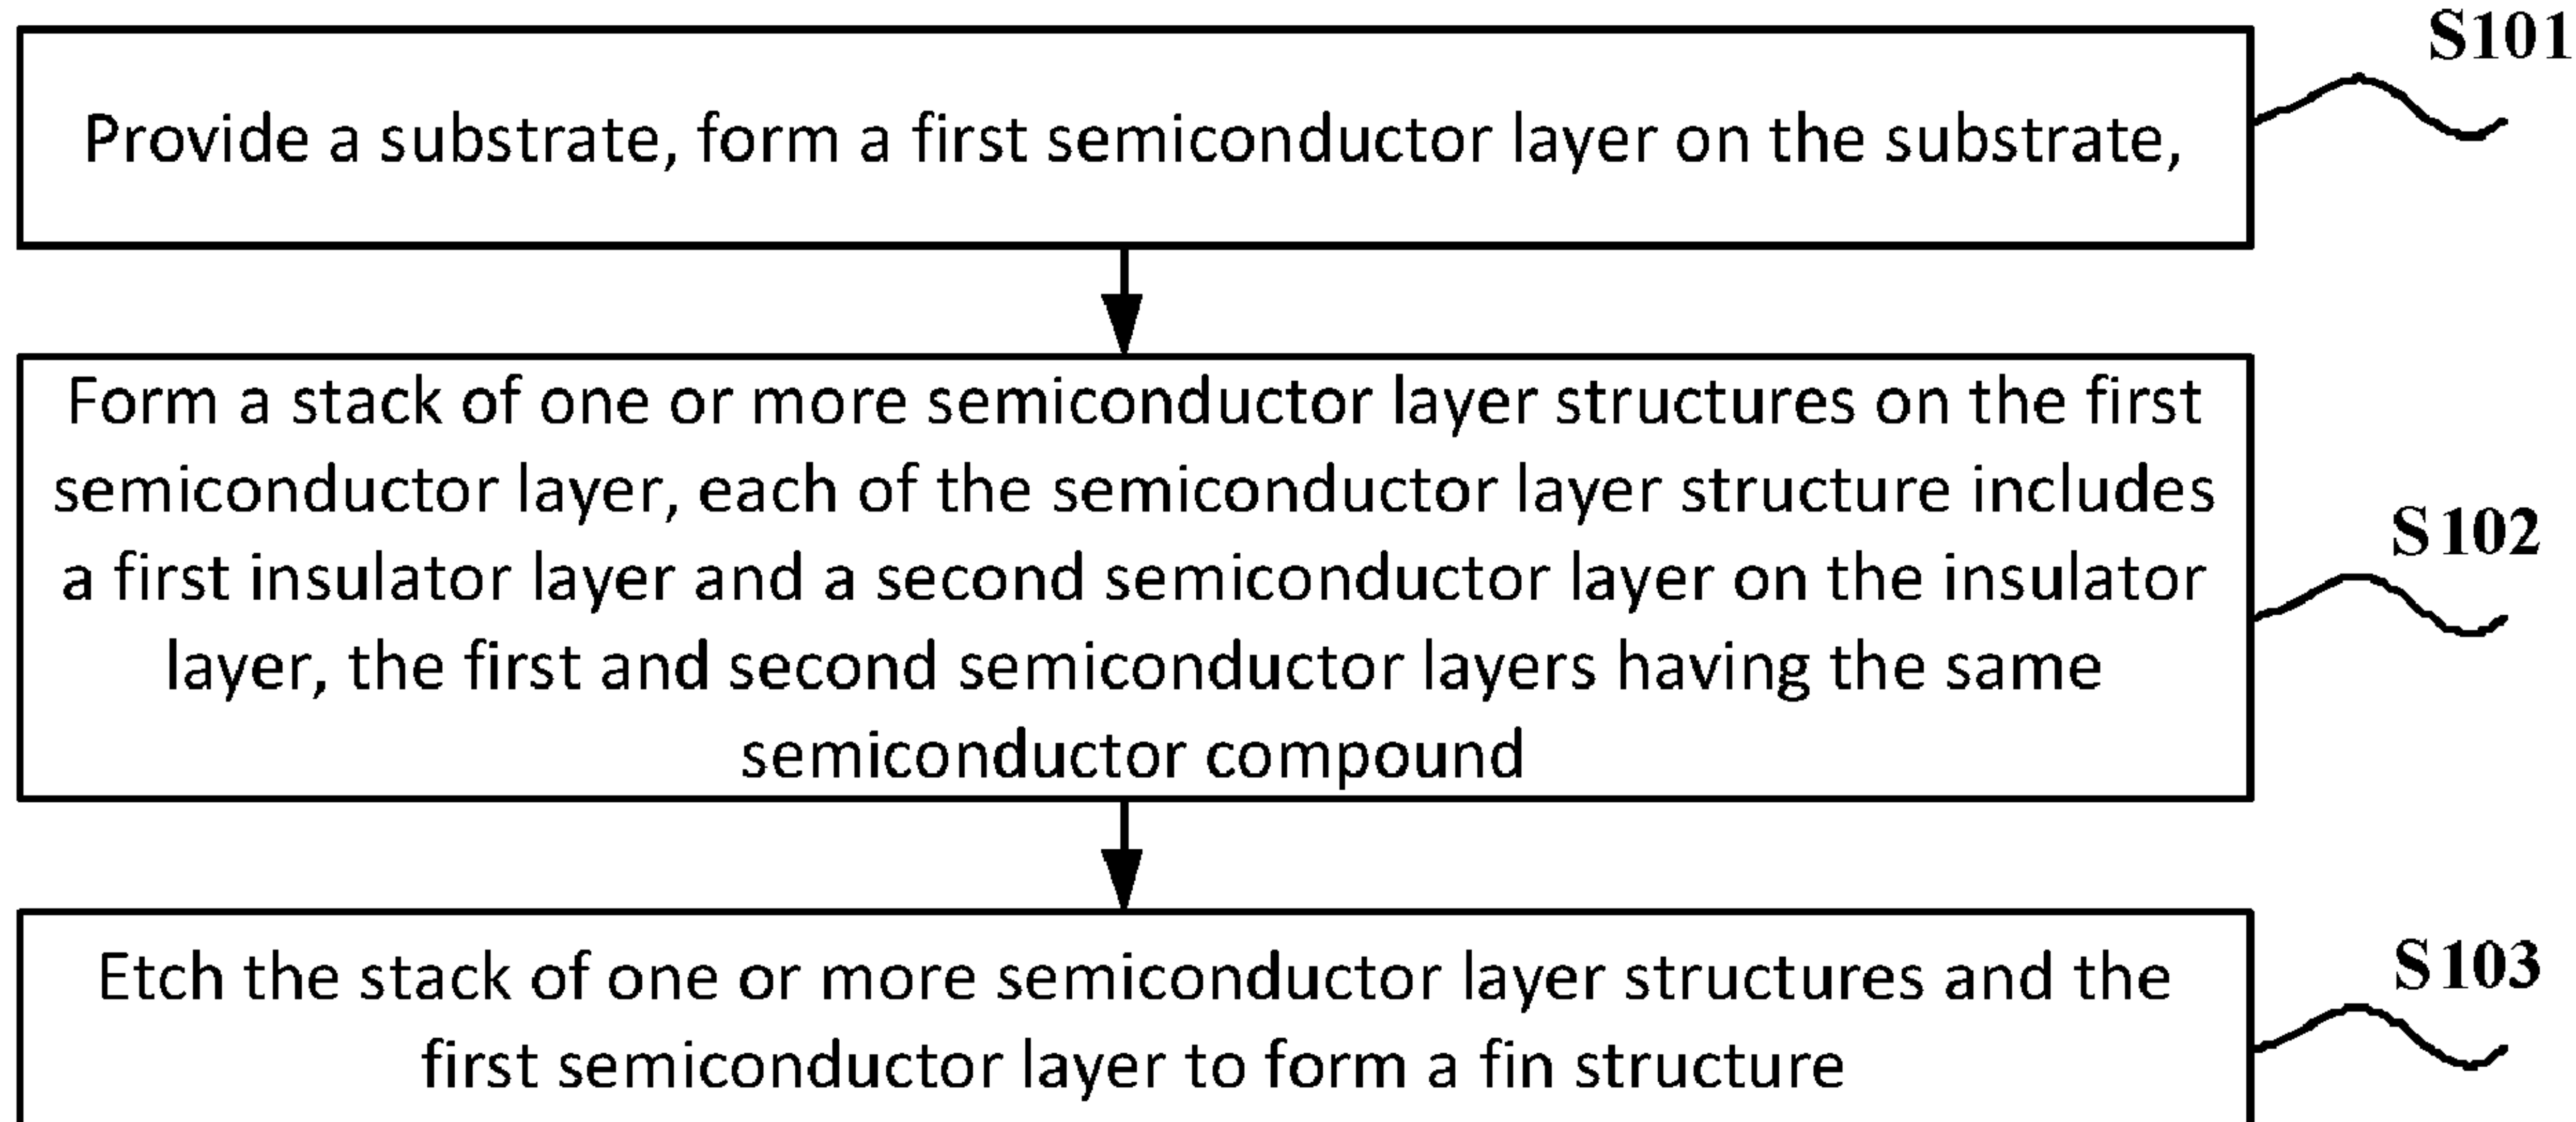 S101
Provide a substrate, form a first semiconductor layer on the substrate,
Form a stack of one or more semiconductor layer structures on the first
semiconductor layer, each of the semiconductor layer structure includes
a first insulator layer and a second semiconductor layer on the insulator
layer, the first and second semiconductor layers having the same
semiconductor compound
S102
Etch the stack of one or more semiconductor layer structures and the
first semiconductor layer to form a fin structure
S103